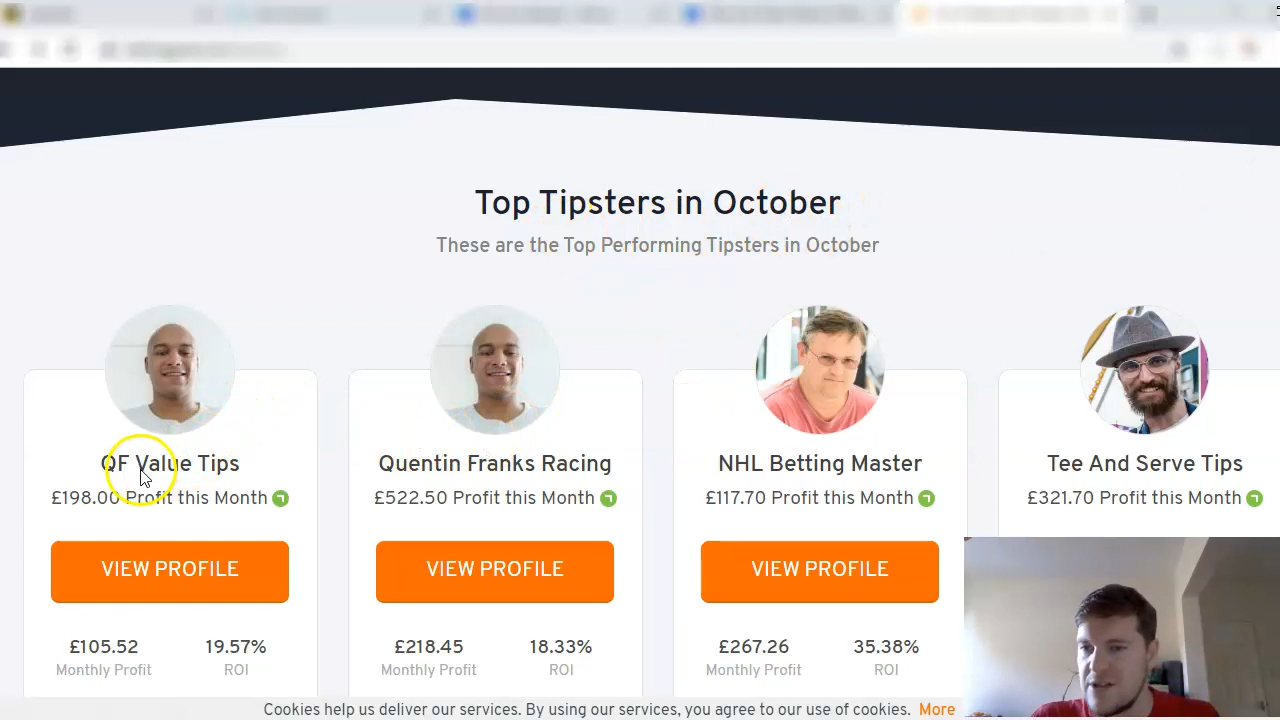 Top Tipsters in October
These are the Top Performing Tipsters in October
QF Value Tips
£198.00 Profit this Month
VIEW PROFILE
£105.52 19.57%
Monthly Profit ROI
Quentin Franks Racing
£522.50 Profit this Month
VIEW PROFILE
£218.45 18.33%
Monthly Profit ROI
NHL Betting Master
£117.70 Profit this Month
VIEW PROFILE
£267.26 35.38%
Monthly Profit ROI
Tee And Serve Tips
£321.70 Profit this Month
Cookies help us deliver our services. By using our services, you agree to our use of cookies. More